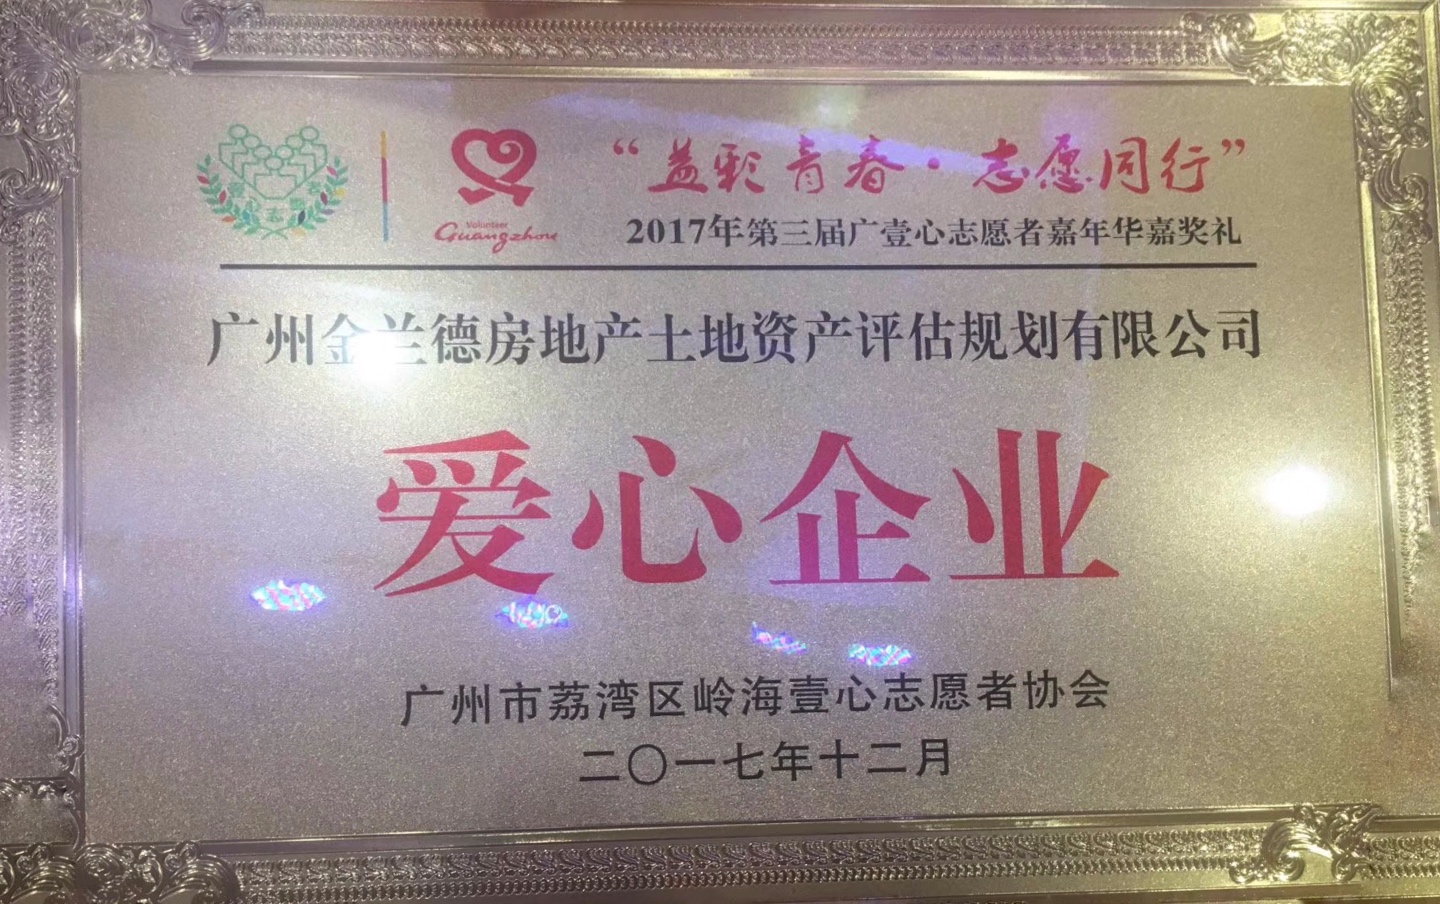 “益彩青春·志愿同行”
Volunteer
Guangzhou
2017年第三届广壹心志愿者嘉年华嘉奖礼
广州金兰德房地产土地资产评估规划有限公司
爱心企业
广州市荔湾区岭海壹心志愿者协会
二〇一七年十二月